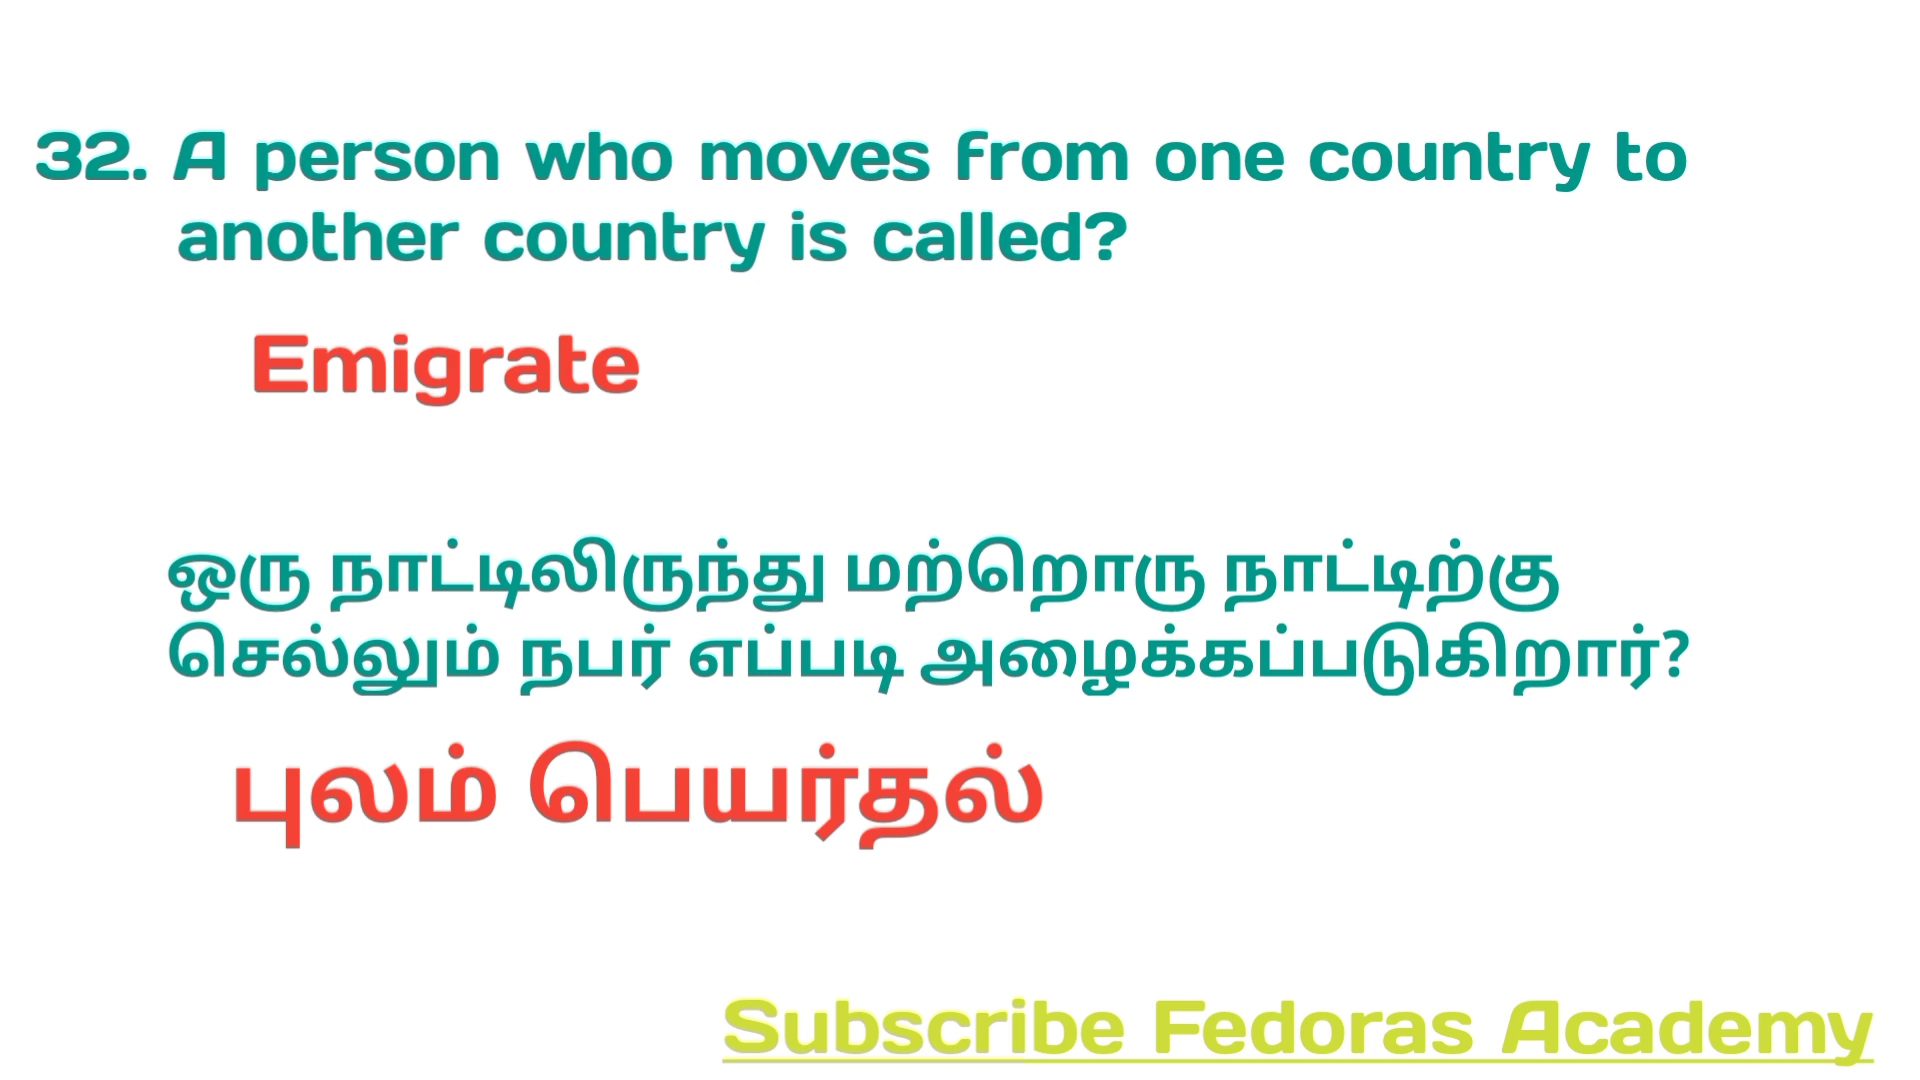 32. A person who moves from one country to
another country is called?
Emigrate
ஒரு நாட்டிலிருந்து மற்றொரு நாட்டிற்கு
செல்லும் நபர் எப்படி அழைக்கப்படுகிறார்?
புலம் பெயர்தல்
Subscribe Fedoras Academy